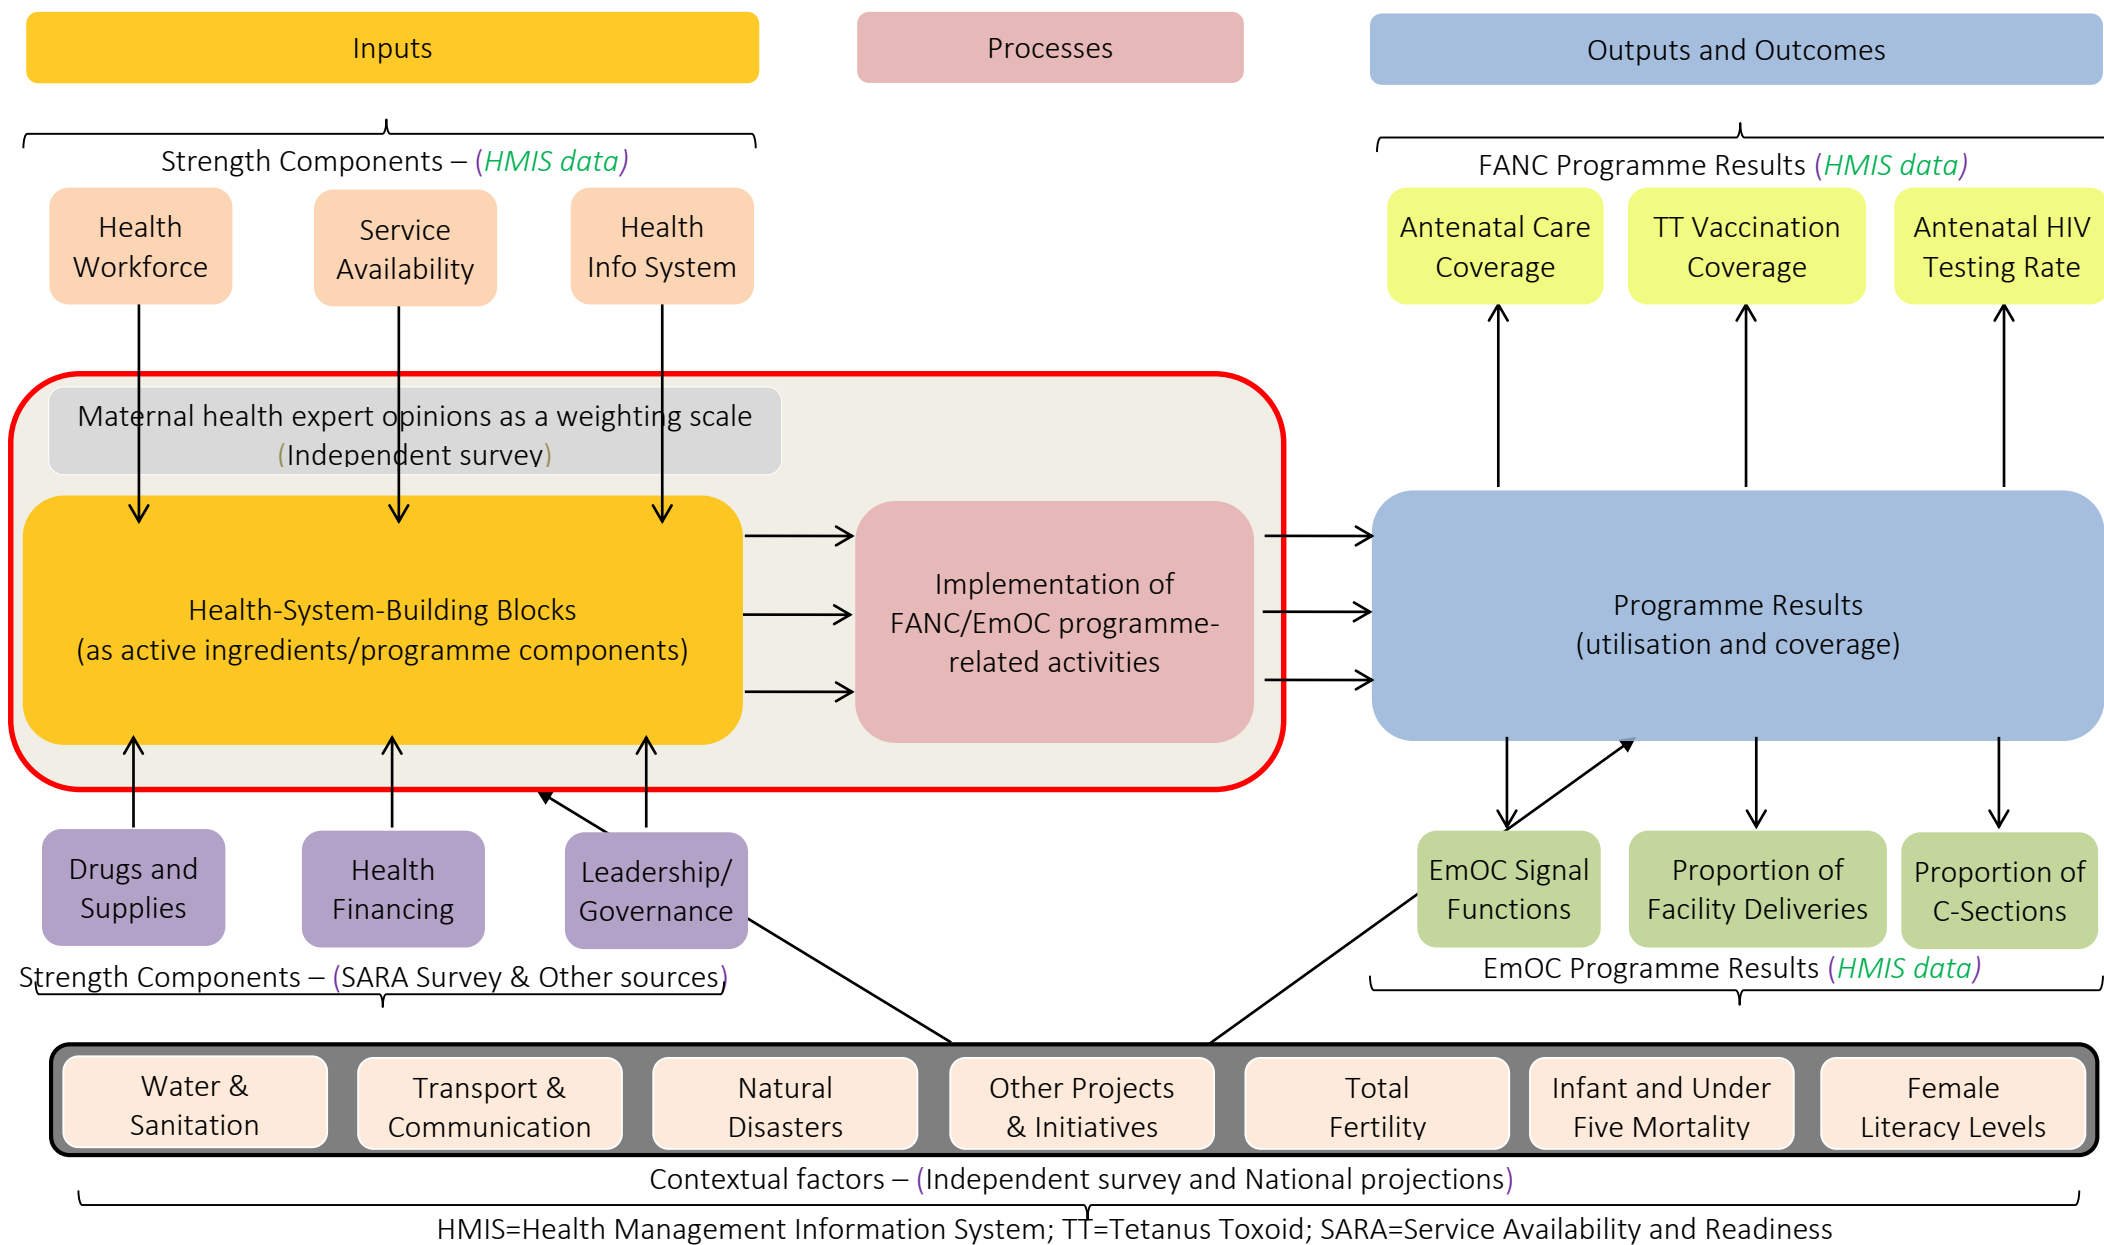 Inputs
Processes
Outputs and Outcomes
Strength Components – (HMIS data)
FANC Programme Results (HMIS data)
Health
Workforce
Service
Availability
Health
Info System
Antenatal Care
Coverage
TT Vaccination
Coverage
Antenatal HIV
Testing Rate
Maternal health expert opinions as a weighting scale
(Independent survey)
Health-System-Building Blocks
(as active ingredients/programme components)
Implementation of
FANC/EmOC programme-
related activities
Programme Results
(utilisation and coverage)
Drugs and
Supplies
Health
Financing
Leadership/
Governance
EmOC Signal
Functions
Proportion of
Facility Deliveries
Proportion of
C-Sections
Strength Components – (SARA Survey & Other sources)
EmOC Programme Results (HMIS data)
Water &
Sanitation
Transport &
Communication
Natural
Disasters
Other Projects
& Initiatives
Total
Fertility
Infant and Under
Five Mortality
Female
Literacy Levels
Contextual factors – (Independent survey and National projections)
HMIS=Health Management Information System; TT=Tetanus Toxoid; SARA=Service Availability and Readiness